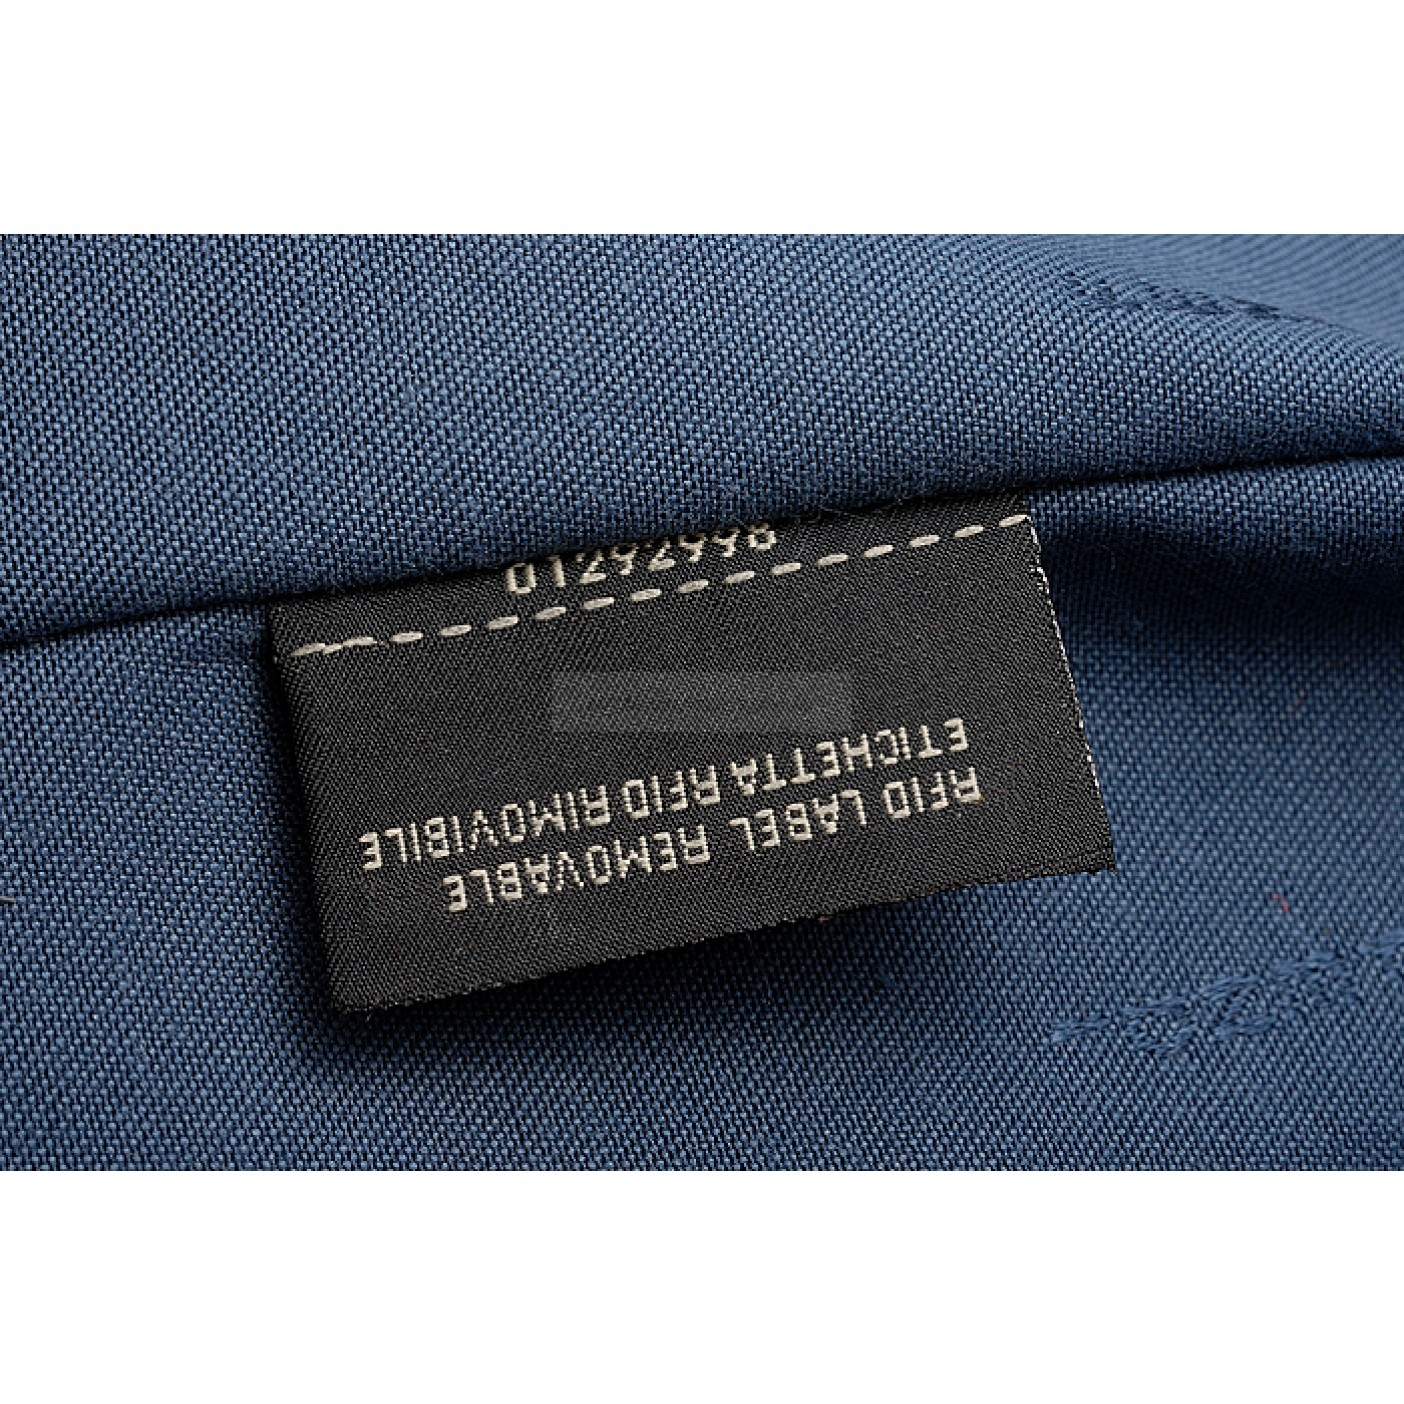 RFID LABEL REMOVABLE
ETICHETTA RFID RIMOVIBILE